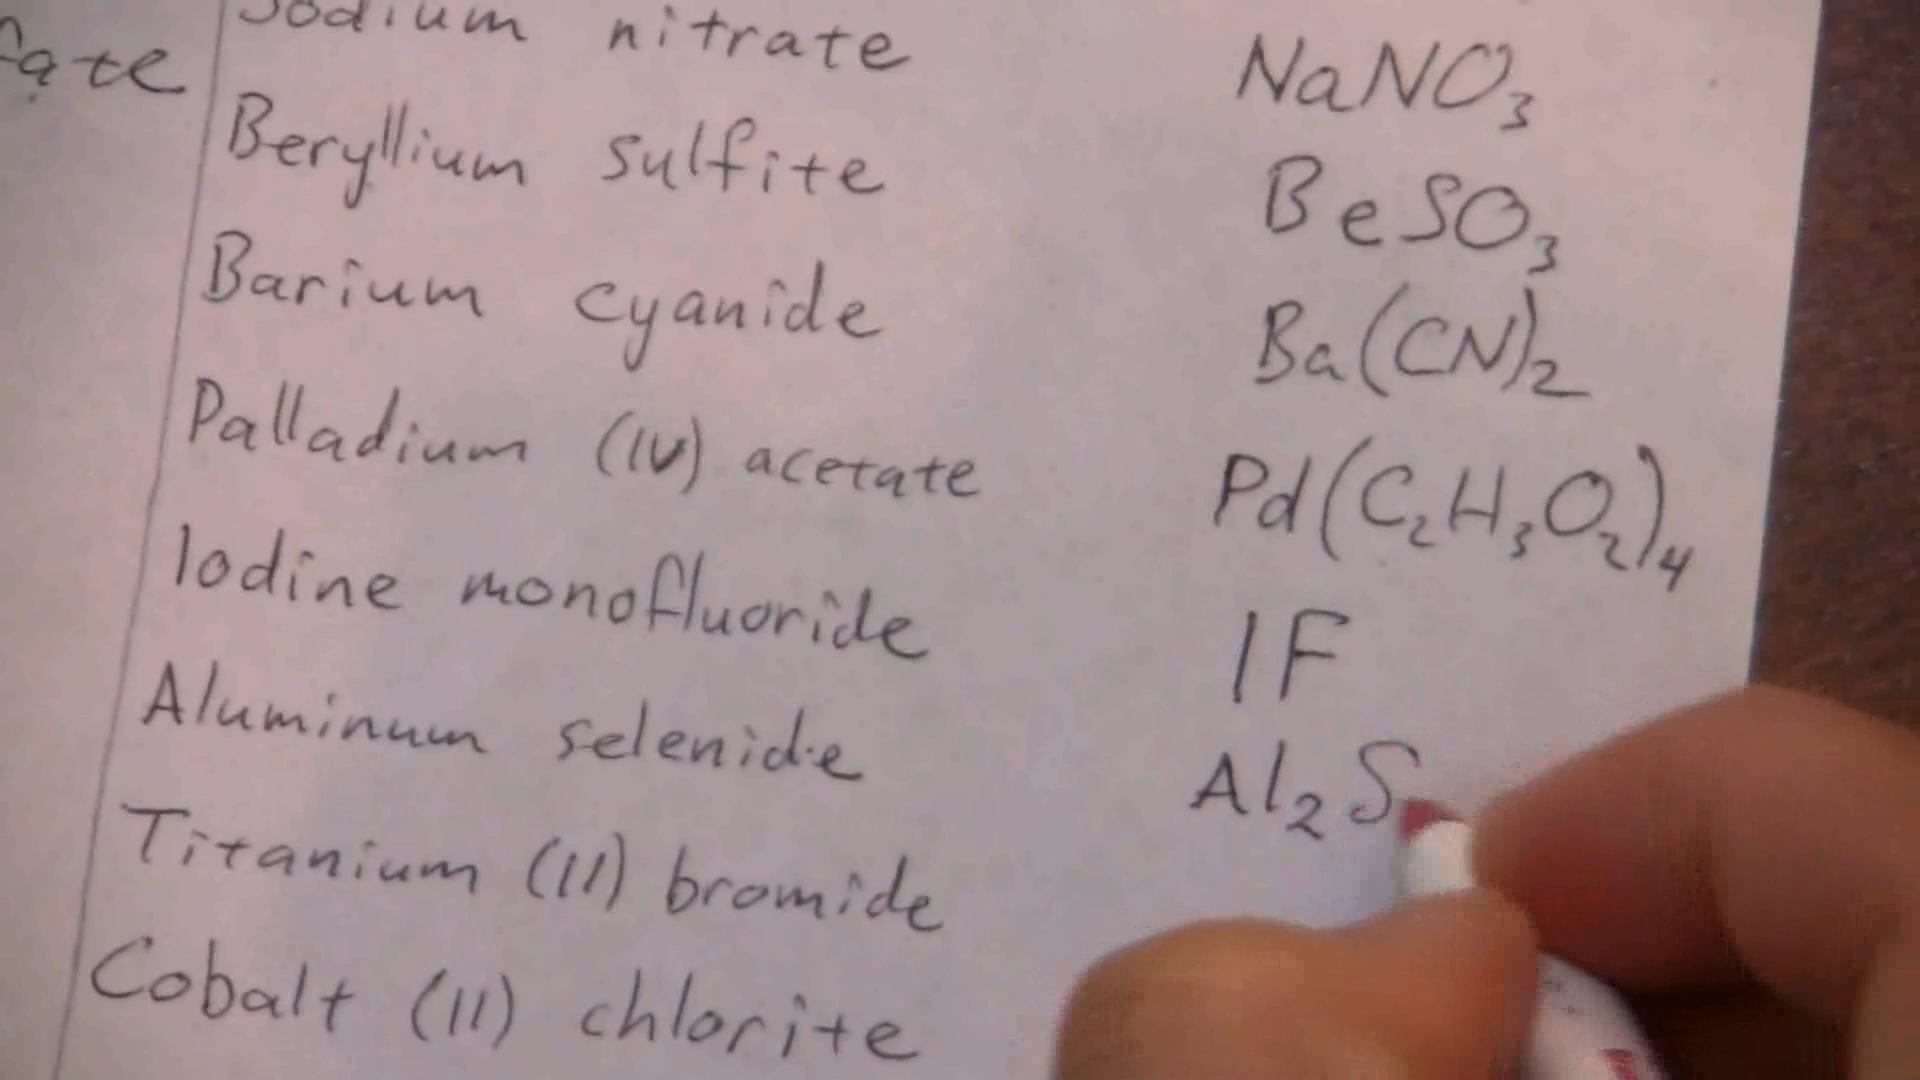 Sodium nitrate NaNO₃
Beryllium sulfite BeSO₃
Barium cyanide Ba(CN)₂
Palladium (IV) acetate Pd(C₂H₃O₂)₄
Iodine monofluoride IF
Aluminum selenide Al₂S
Titanium (II) bromide
Cobalt (II) chlorite